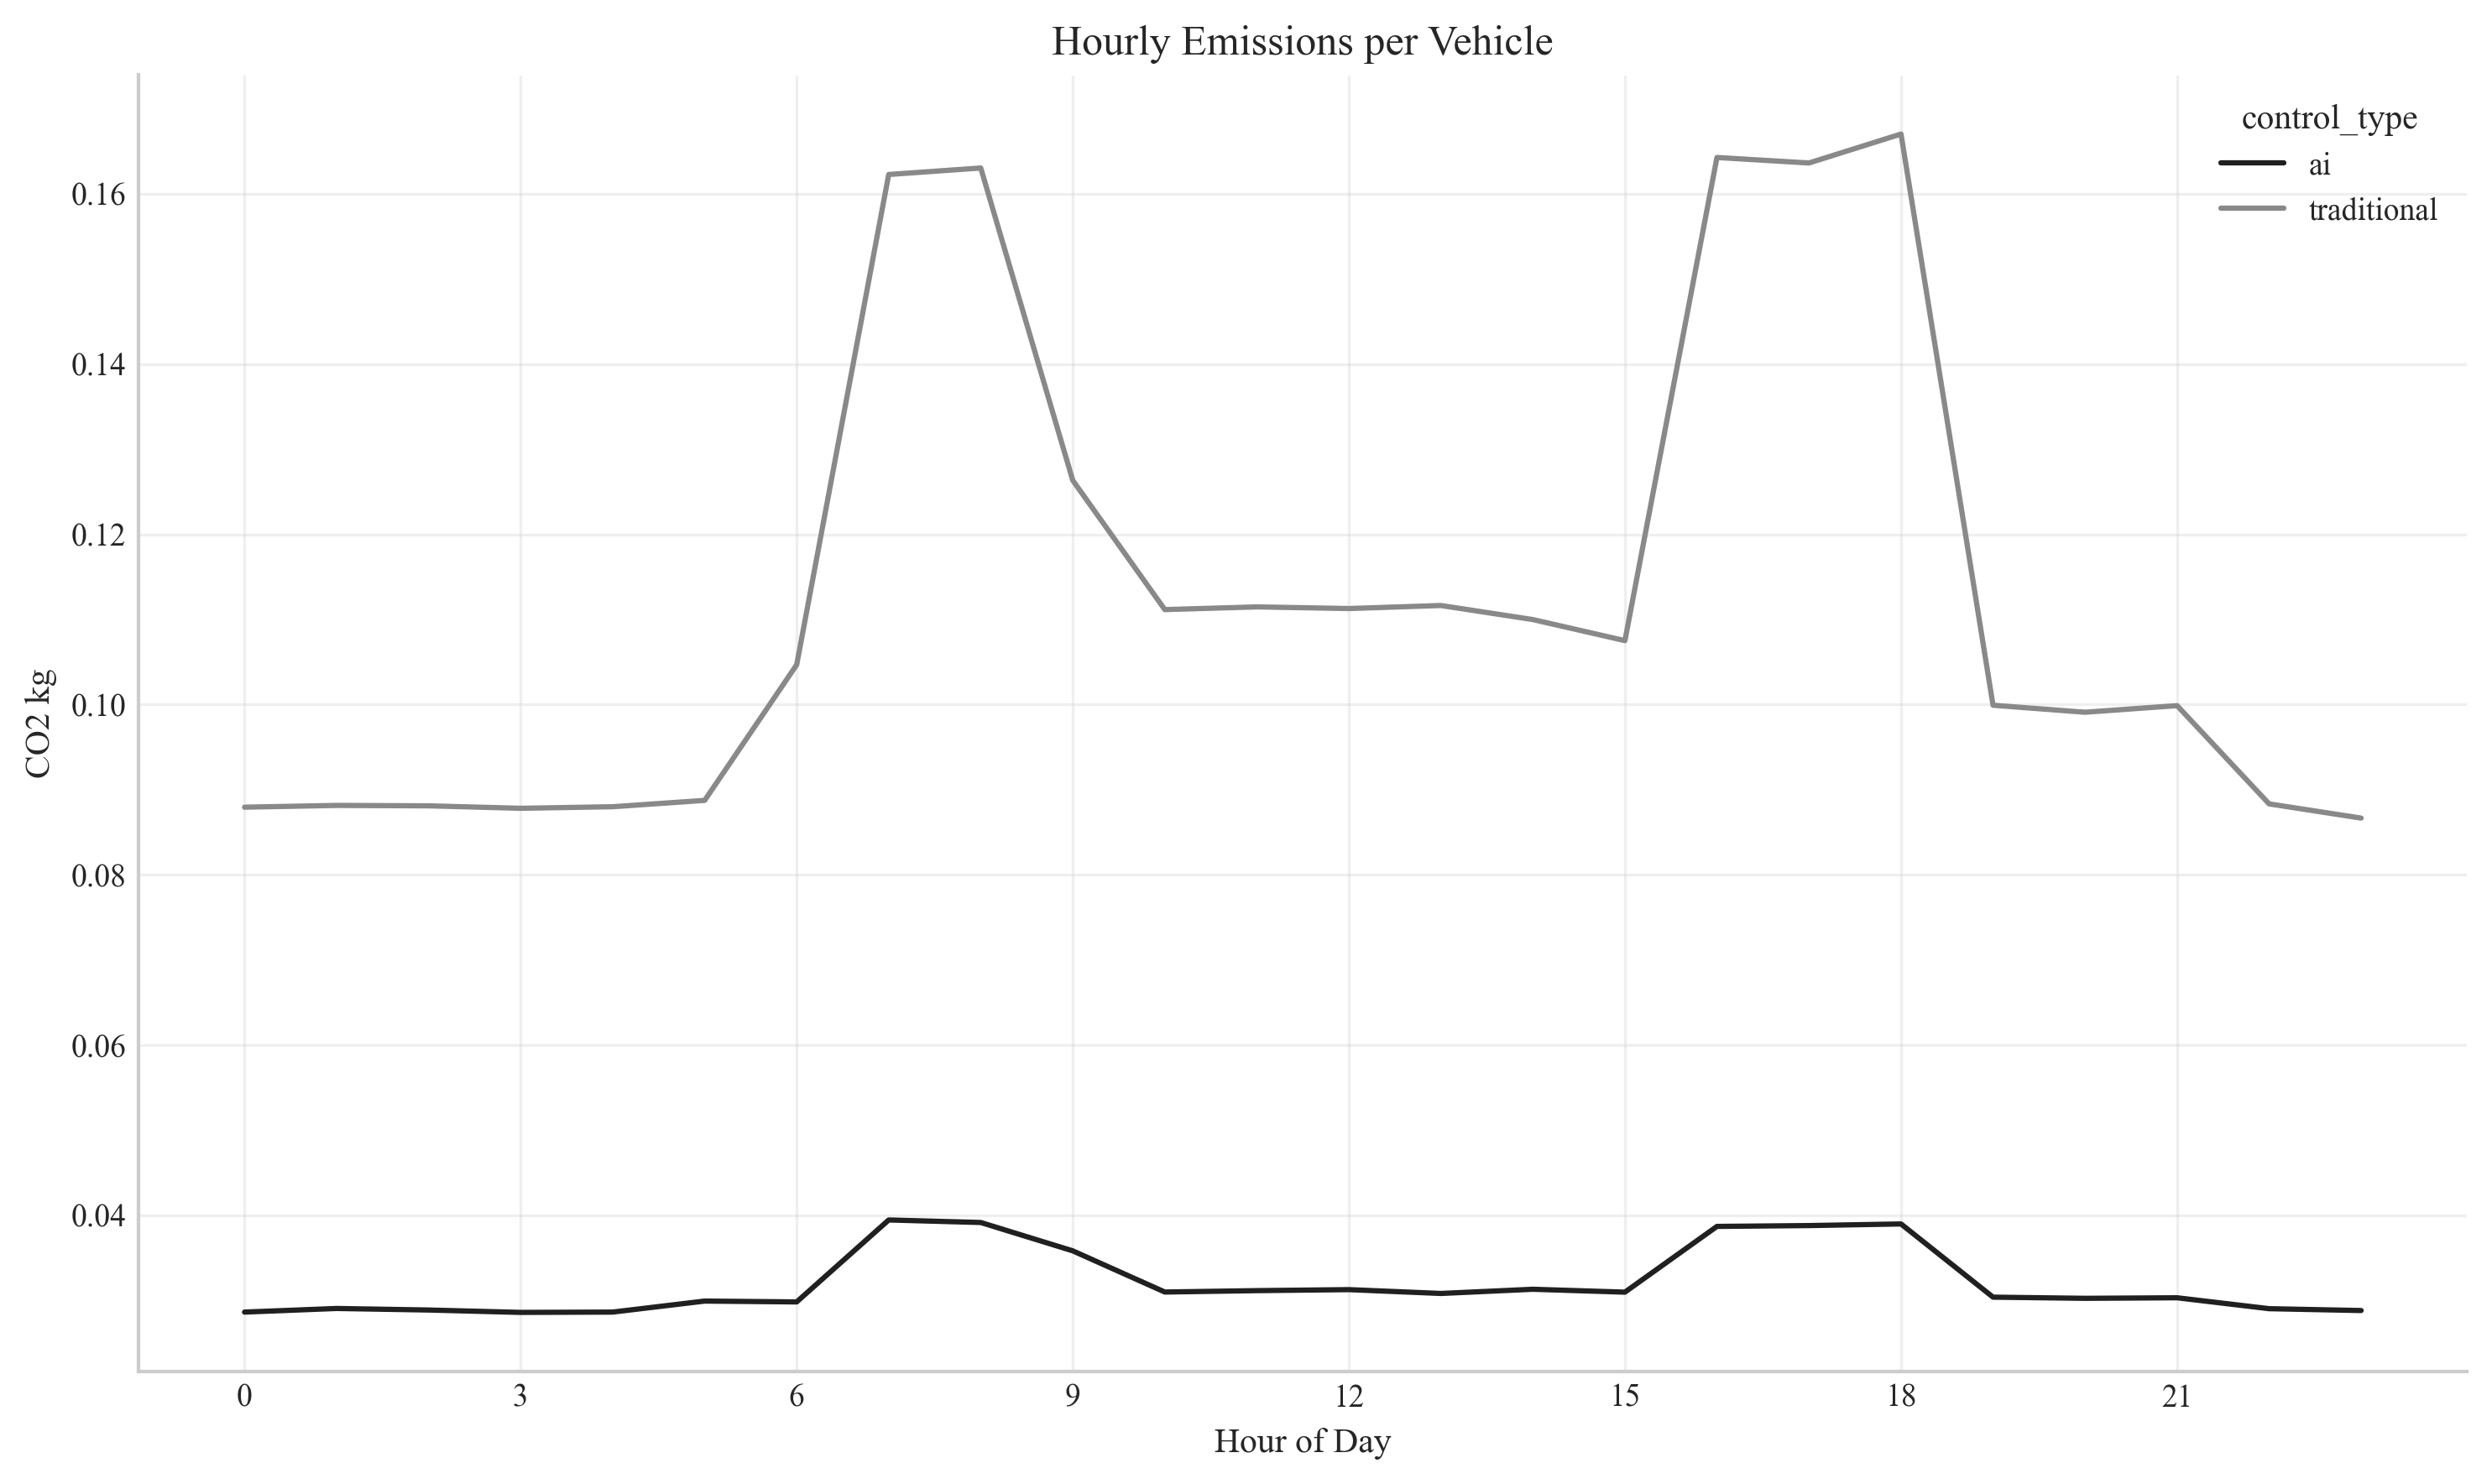 Hourly Emissions per Vehicle
control_type
ai
traditional
0.16
0.14
0.12
0.10
0.08
0.06
0.04
CO2 kg
0 3 6 9 12 15 18 21
Hour of Day